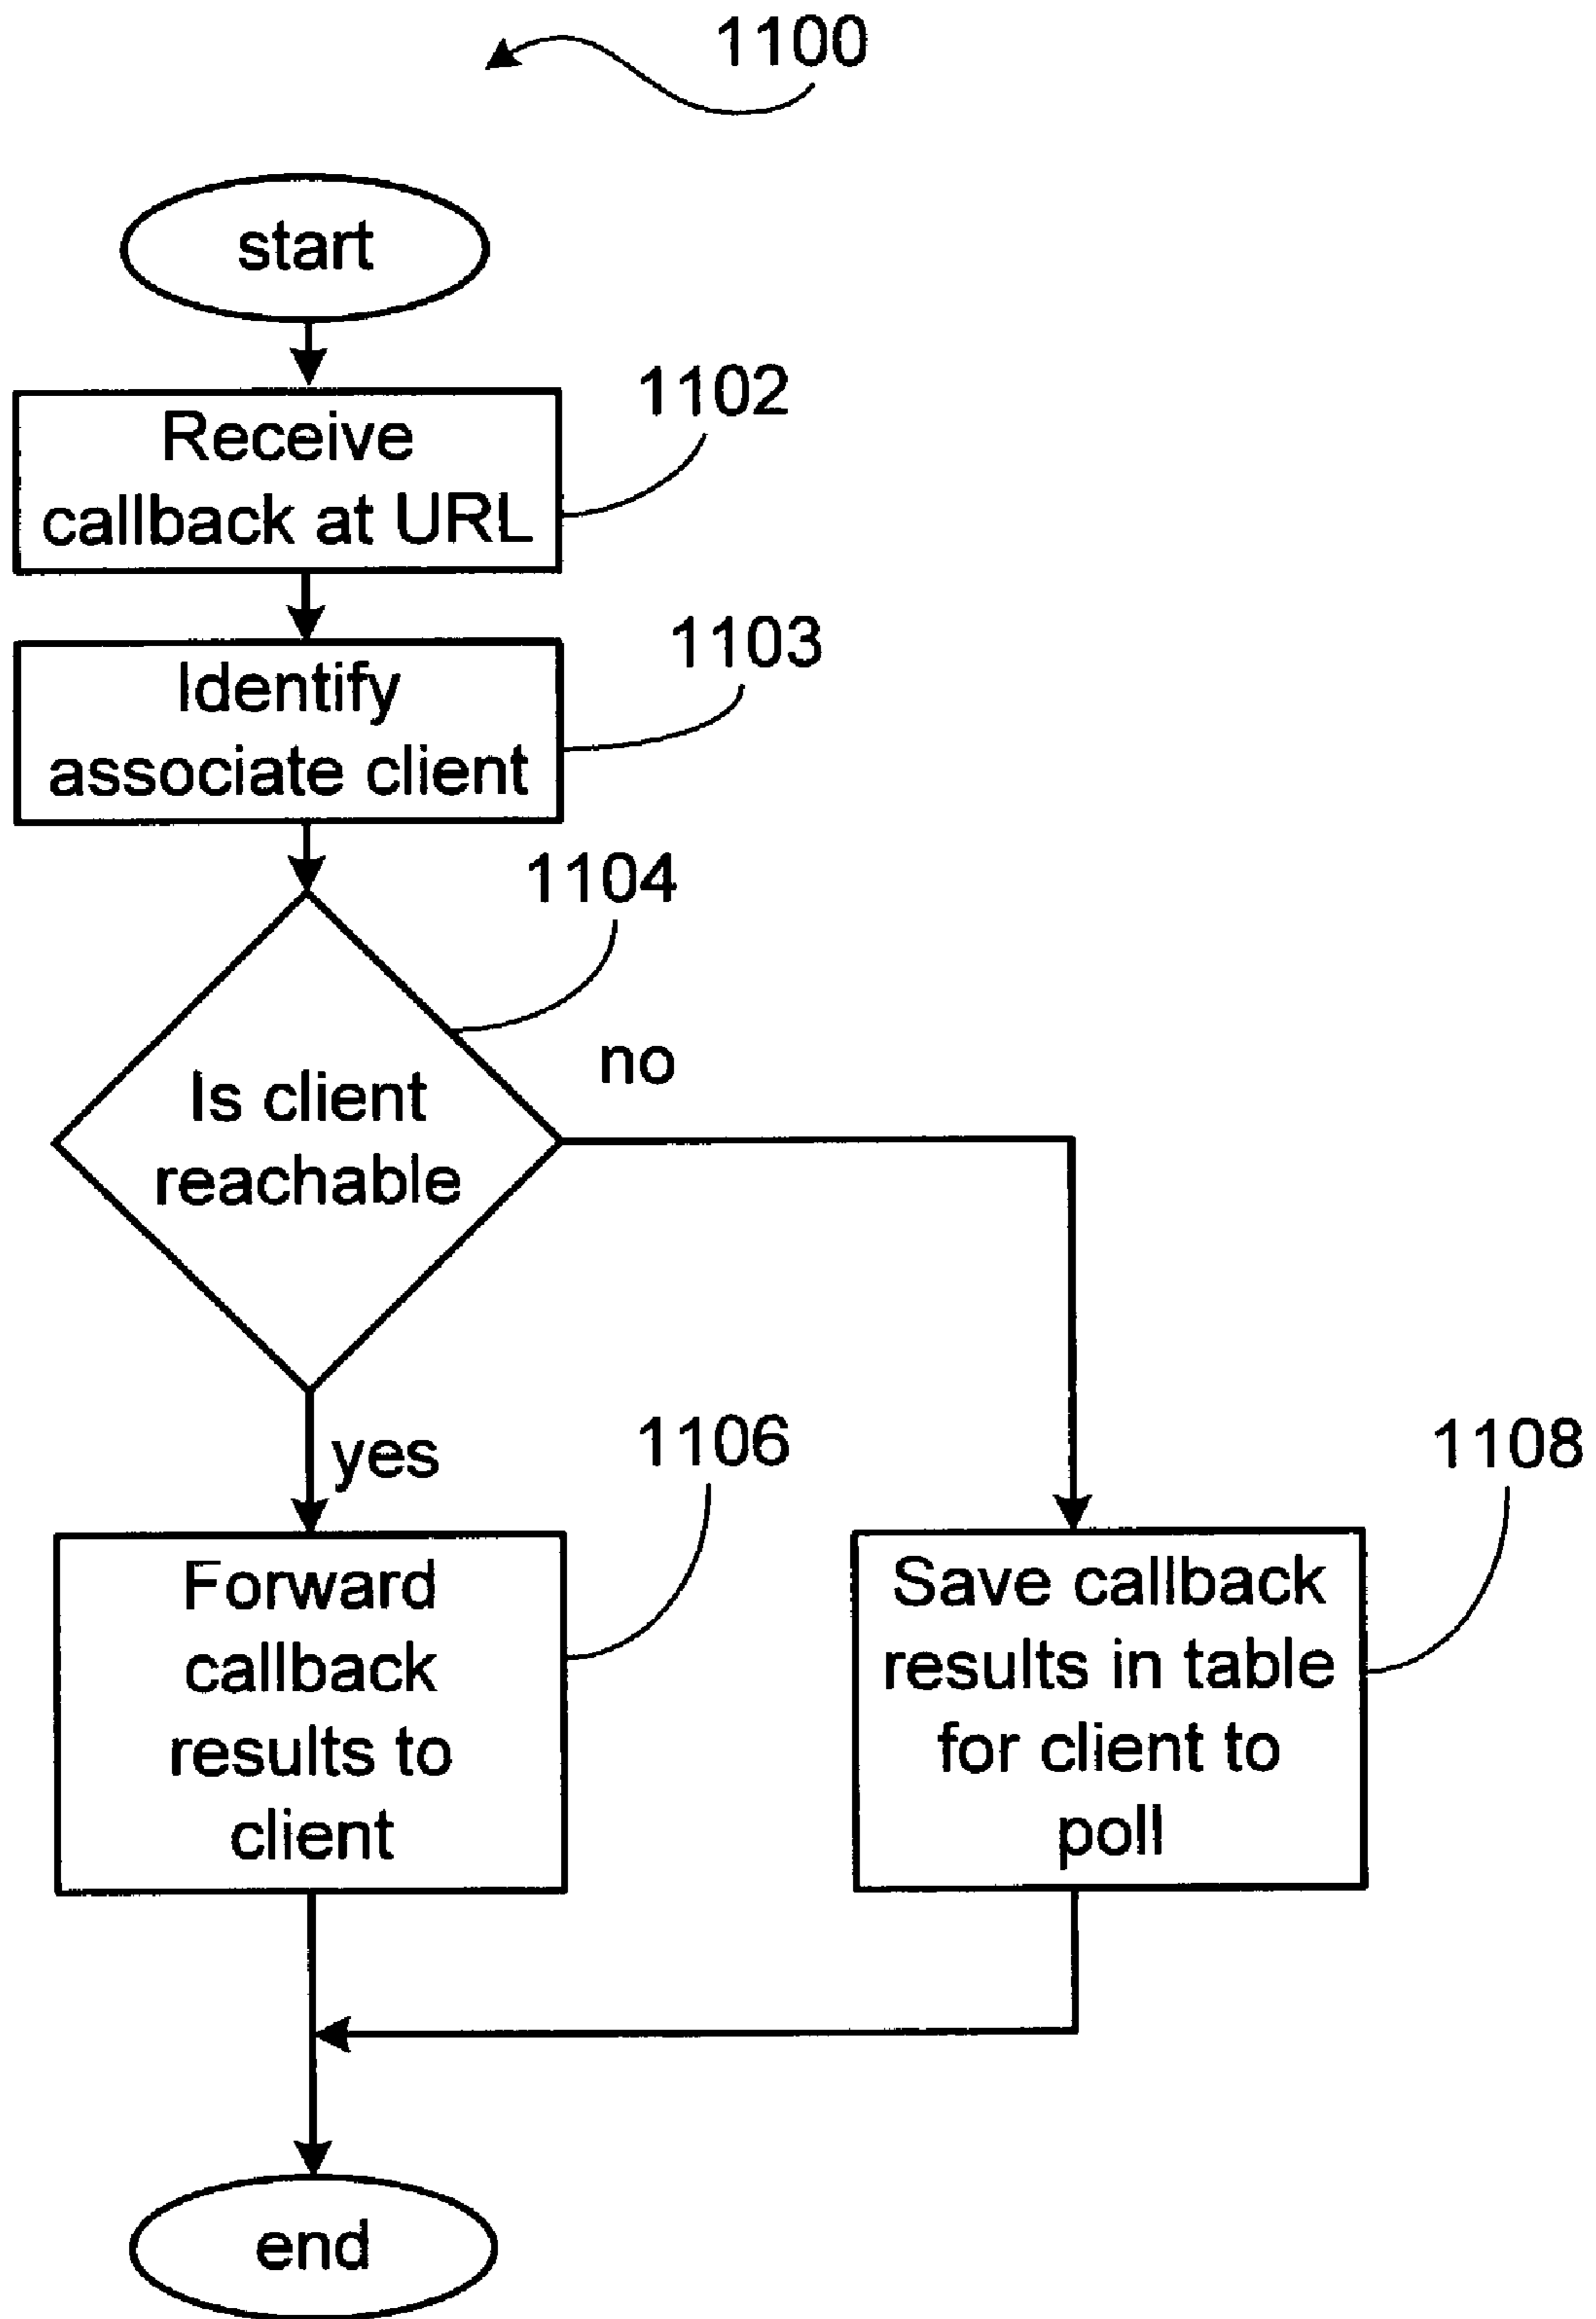 1100
start
1102
Receive
callback at URL
1103
Identify
associate client
1104
no
Is client
reachable
yes
1106
1108
Forward
callback
results to
client
Save callback
results in table
for client to
poll
end